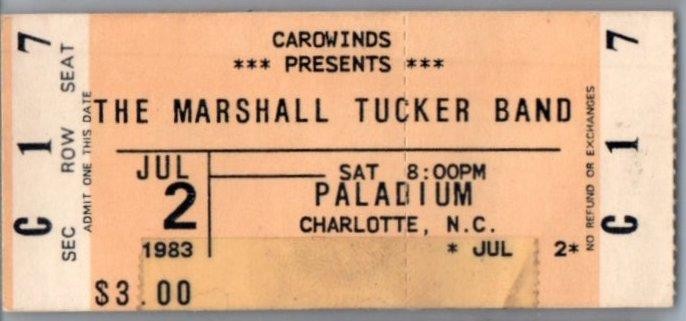 CAROWINDS
*** PRESENTS ***
THE MARSHALL TUCKER BAND
JUL
2
1983
SAT 8:00PM
PALADIUM
CHARLOTTE, N.C.
* JUL 2*
$3.00
C 1 7
SEC ROW SEAT
ADMIT ONE THIS DATE
NO REFUND OR EXCHANGES
C 1 7